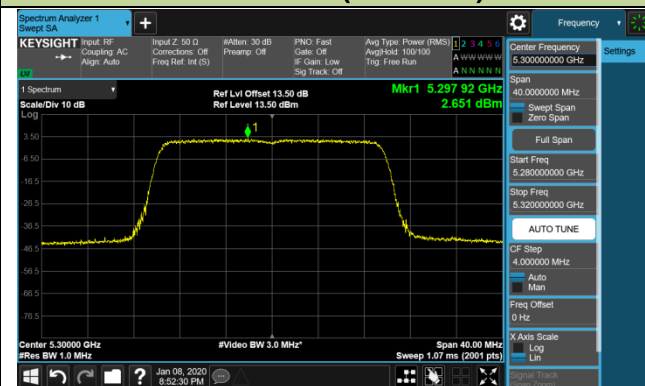 Spectrum Analyzer 1
Swept SA
+
Frequency
KEYSIGHT
Input: RF
Coupling: AC
Align: Auto
Input Z: 50 Ω
Corrections: Off
Freq Ref: Int (S)
#Atten: 30 dB
Preamp: Off
PNO: Fast
Gate: Off
IF Gain: Low
Sig Track: Off
Avg Type: Power (RMS)
Avg|Hold: 100/100
Trig: Free Run
1 2 3 4 5 6
A W W W W W
A N N N N N
LXI
1 Spectrum
Scale/Div 10 dB
Log
Ref Lvl Offset 13.50 dB
Ref Level 13.50 dBm
Mkr1 5.297 92 GHz
2.651 dBm
1
3.50
-6.50
-16.5
-26.5
-36.5
-46.5
-56.5
-66.5
-76.5
Center 5.30000 GHz
#Res BW 1.0 MHz
#Video BW 3.0 MHz*
Span 40.00 MHz
Sweep 1.07 ms (2001 pts)
Jan 08, 2020
8:52:30 PM
Settings
Center Frequency
5.300000000 GHz
Span
40.0000000 MHz
Swept Span
Zero Span
Full Span
Start Freq
5.280000000 GHz
Stop Freq
5.320000000 GHz
AUTO TUNE
CF Step
4.000000 MHz
Auto
Man
Freq Offset
0 Hz
X Axis Scale
Log
Lin
Signal Track
(Span Zoom)